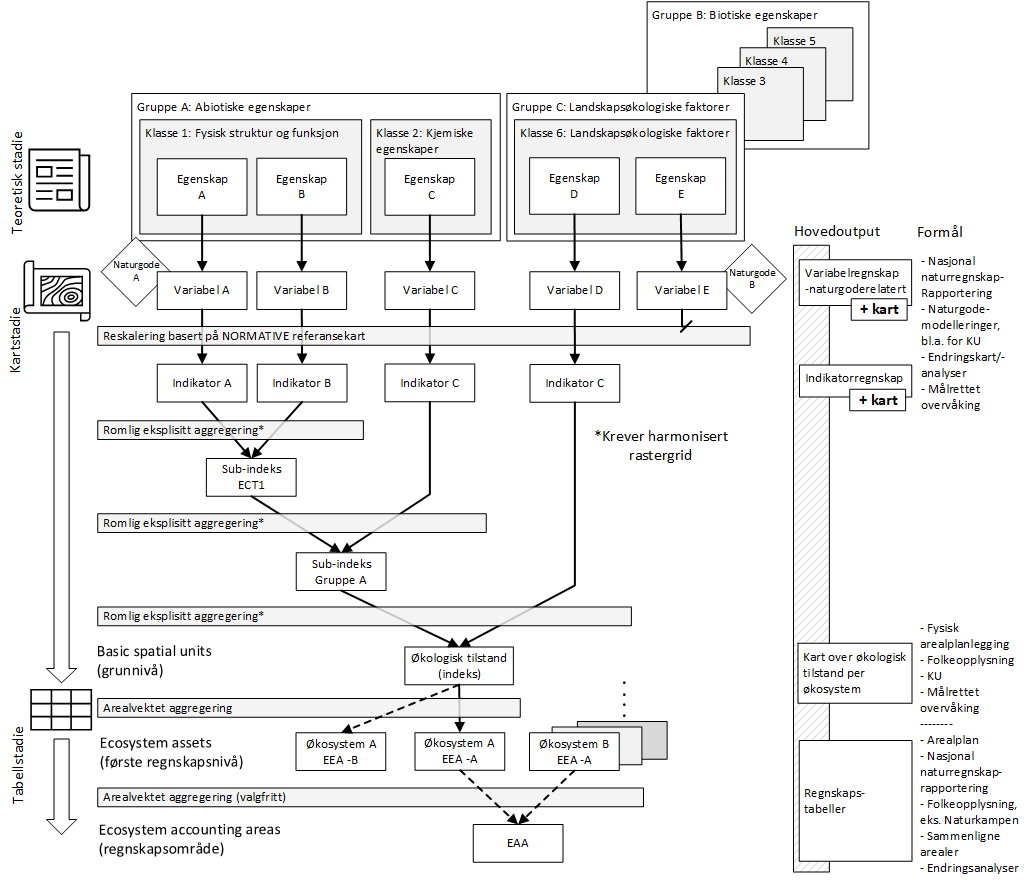 Gruppe B: Biotiske egenskaper
Klasse 5
Klasse 4
Klasse 3
Gruppe A: Abiotiske egenskaper
Gruppe C: Landskapsøkologiske faktorer
Klasse 1: Fysisk struktur og funksjon
Klasse 2: Kjemiske
egenskaper
Klasse 6: Landskapsøkologiske faktorer
Teoretisk stadie
Egenskap
A
Egenskap
B
Egenskap
C
Egenskap
D
Egenskap
E
Hovedoutput
Formål
Kartstadie
Naturgode
A
Variabel A
Variabel B
Variabel C
Variabel D
Variabel E
Naturgode
B
Variabelregnskap
-naturgoderelatert
+ kart
- Nasjonal
naturregnskap-
Rapportering
- Naturgode-
modelleringer,
bl.a. for KU
- Endringskart/-
analyser
- Målrettet
overvåking
Reskalering basert på NORMATIVE referansekart
Indikator A
Indikator B
Indikator C
Indikator C
Indikatorregnskap
+ kart
Romlig eksplisitt aggregering*
*Krever harmonisert
rastergrid
Sub-indeks
ECT1
Romlig eksplisitt aggregering*
Sub-indeks
Gruppe A
Romlig eksplisitt aggregering*
Basic spatial units
(grunnivå)
Økologisk tilstand
(indeks)
Kart over økologisk
tilstand per
økosystem
- Fysisk
arealplanlegging
- Folkeopplysning
- KU
- Målrettet
overvåking
--------
Tabellstadie
Arealvektet aggregering
Ecosystem assets
(første regnskapsnivå)
Økosystem A
EEA -B
Økosystem A
EEA -A
Økosystem B
EEA -A
Regnskaps-
tabeller
- Arealplan
- Nasjonal
naturregnskap-
rapportering
- Folkeopplysning,
eks. Naturkampen
- Sammenligne
arealer
- Endringsanalyser
Arealvektet aggregering (valgfritt)
Ecosystem accounting areas
(regnskapsområde)
EAA